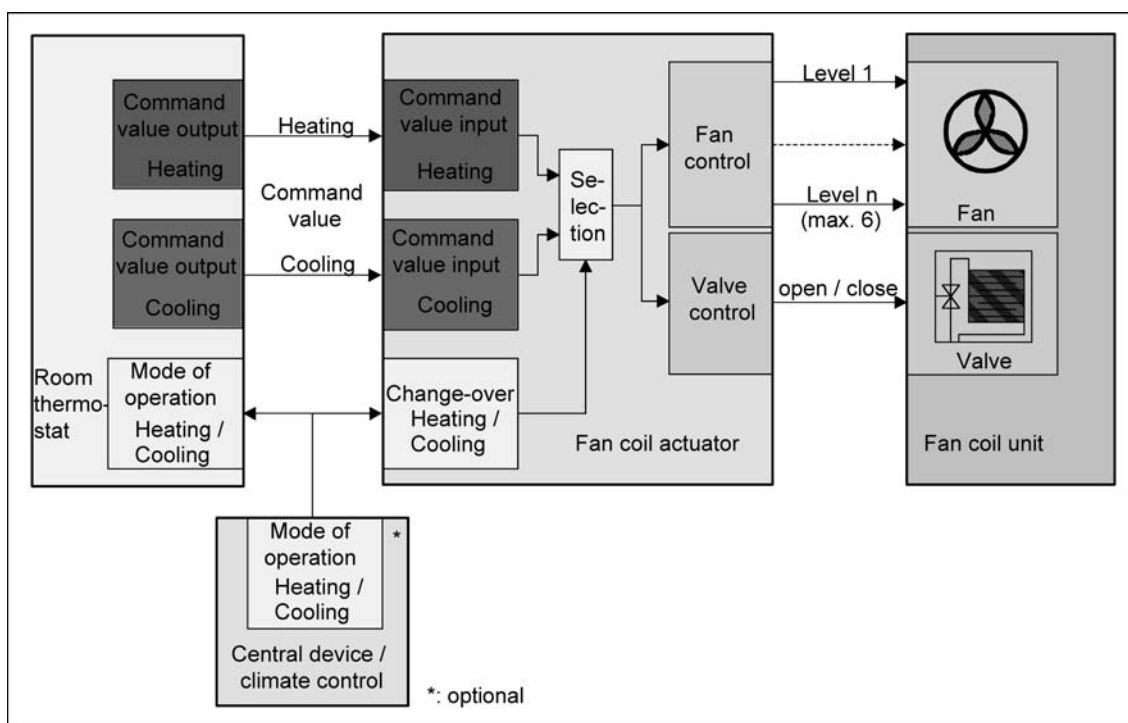 Command
value output
Heating
Command
value output
Cooling
Room
thermo-
stat
Mode of
operation
Heating /
Cooling
Heating
Command
value
Cooling
Command
value input
Heating
Command
value input
Cooling
Change-over
Heating /
Cooling
Se-
lec-
tion
Fan
control
Valve
control
Fan coil actuator
Level 1
Level n
(max. 6)
open / close
Fan
Valve
Fan coil unit
Mode of
operation
Heating /
Cooling
*
Central device /
climate control
*: optional